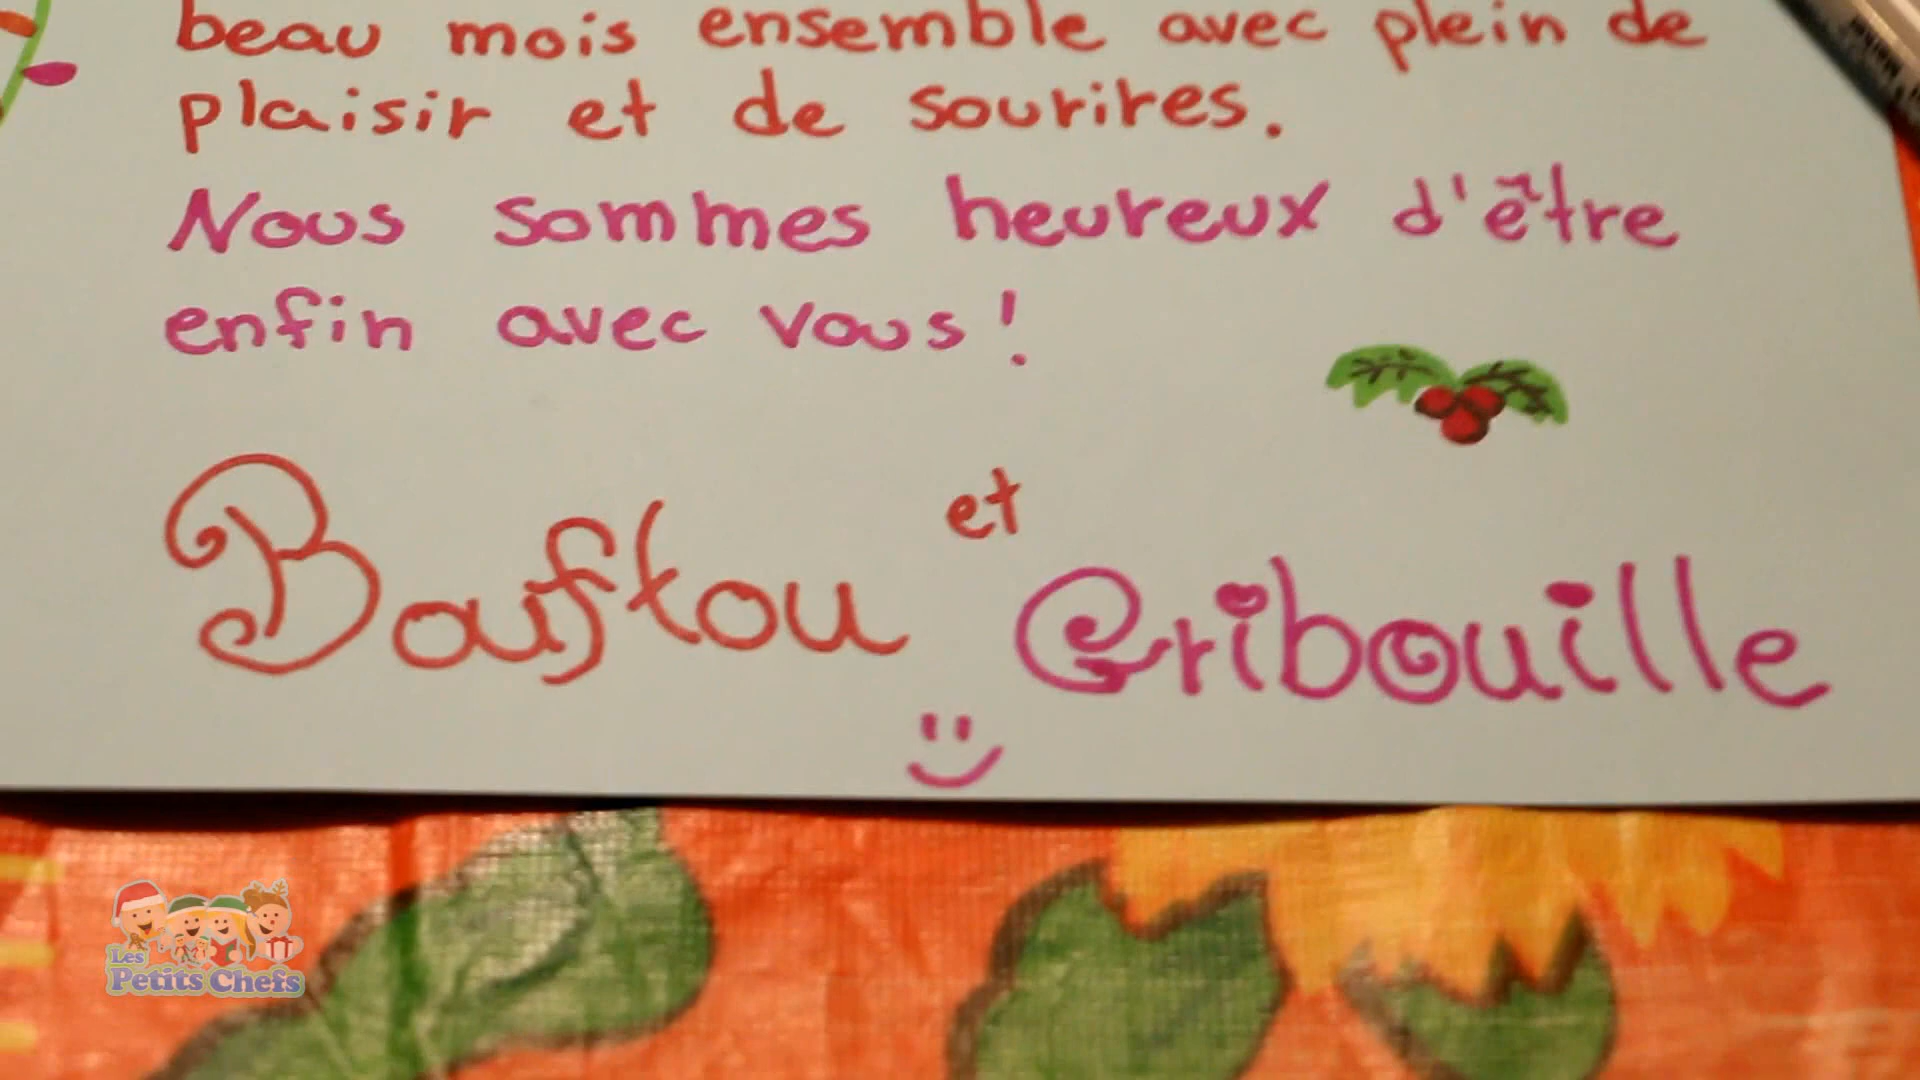 beau mois ensemble avec plein de
plaisir et de sourires.
Nous sommes heureux d'être
enfin avec vous!
Bouftou et Gribouille
Les
Petits Chefs